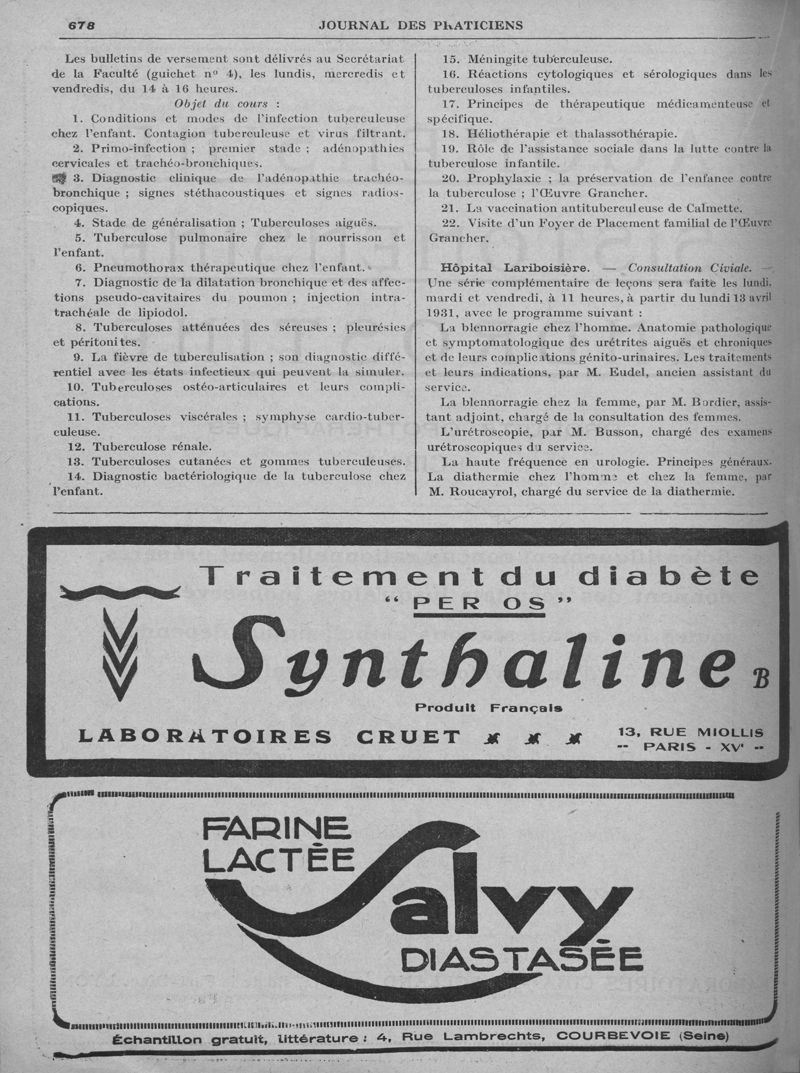 678
JOURNAL DES PRATICIENS
Les bulletins de versement sont délivrés au Secrétariat
de la Faculté (guichet nº 4), les lundis, mercredis et
vendredis, du 14 à 16 heures.
Objet du cours :
1. Conditions et modes de l'infection tuberculeuse
chez l'enfant. Contagion tuberculeuse et virus filtrant.
2. Primo-infection ; premier stade ; adénopathies
cervicales et trachéo-bronchiques.
3. Diagnostic clinique de l'adénopathie trachéo-
bronchique ; signes stéthacoustiques et signes radios-
copiques.
4. Stade de généralisation ; Tuberculoses aiguës.
5. Tuberculose pulmonaire chez le nourrisson et
l'enfant.
6. Pneumothorax thérapeutique chez l'enfant.
7. Diagnostic de la dilatation bronchique et des affec-
tions pseudo-cavitaires du poumon ; injection intra-
trachéale de lipiodol.
8. Tuberculoses atténuées des séreuses ; pleurésies
et péritonites.
9. La fièvre de tuberculisation ; son diagnostic diffé-
rentiel avec les états infectieux qui peuvent la simuler.
10. Tuberculoses ostéo-articulaires et leurs compli-
cations.
11. Tuberculoses viscérales ; symphyse cardio-tuber-
culeuse.
12. Tuberculose rénale.
13. Tuberculoses cutanées et gommes tuberculeuses.
14. Diagnostic bactériologique de la tuberculose chez
l'enfant.
15. Méningite tuberculeuse.
16. Réactions cytologiques et sérologiques dans les
tuberculoses infantiles.
17. Principes de thérapeutique médicamenteuse et
spécifique.
18. Héliothérapie et thalassothérapie.
19. Rôle de l'assistance sociale dans la lutte contre la
tuberculose infantile.
20. Prophylaxie ; la préservation de l'enfance contre
la tuberculose ; l'Œuvre Grancher.
21. La vaccination antituberculeuse de Calmette.
22. Visite d'un Foyer de Placement familial de l'Œuvre
Grancher.
Hôpital Lariboisière. — Consultation Civiale. —
Une série complémentaire de leçons sera faite les lundi,
mardi et vendredi, à 11 heures, à partir du lundi 13 avril
1931, avec le programme suivant :
La blennorragie chez l'homme. Anatomie pathologique
et symptomatologique des urétrites aiguës et chroniques
et de leurs complications génito-urinaires. Les traitements
et leurs indications, par M. Eudel, ancien assistant du
service.
La blennorragie chez la femme, par M. Bordier, assis-
tant adjoint, chargé de la consultation des femmes.
L'urétroscopie, par M. Busson, chargé des examens
urétroscopiques du service.
La haute fréquence en urologie. Principes généraux.
La diathermie chez l'homme et chez la femme, par
M. Roucayrol, chargé du service de la diathermie.
Traitement du diabète
“ PER OS ”
Synthaline B
Produit Français
LABORATOIRES CRUET
13, RUE MIOLLIS
-- PARIS - XVe --
FARINE
LACTÉE
Salvy
DIASTASÉE
Échantillon gratuit, littérature : 4, Rue Lambrechts, COURBEVOIE (Seine)